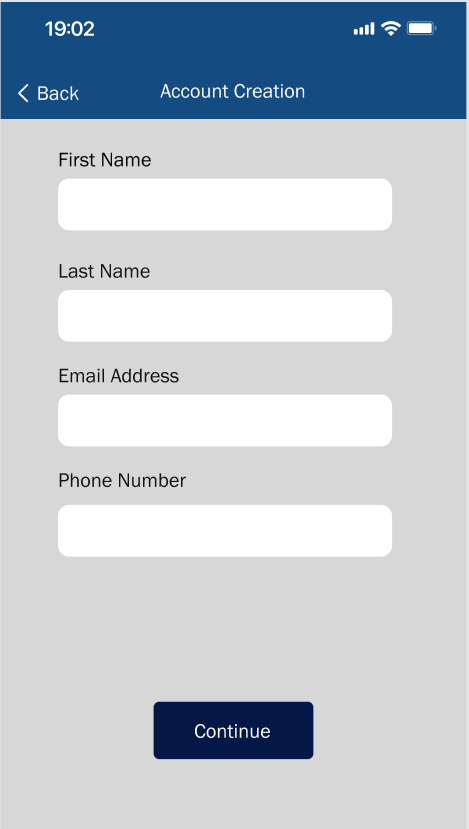 19:02
Back
Account Creation
First Name
Last Name
Email Address
Phone Number
Continue